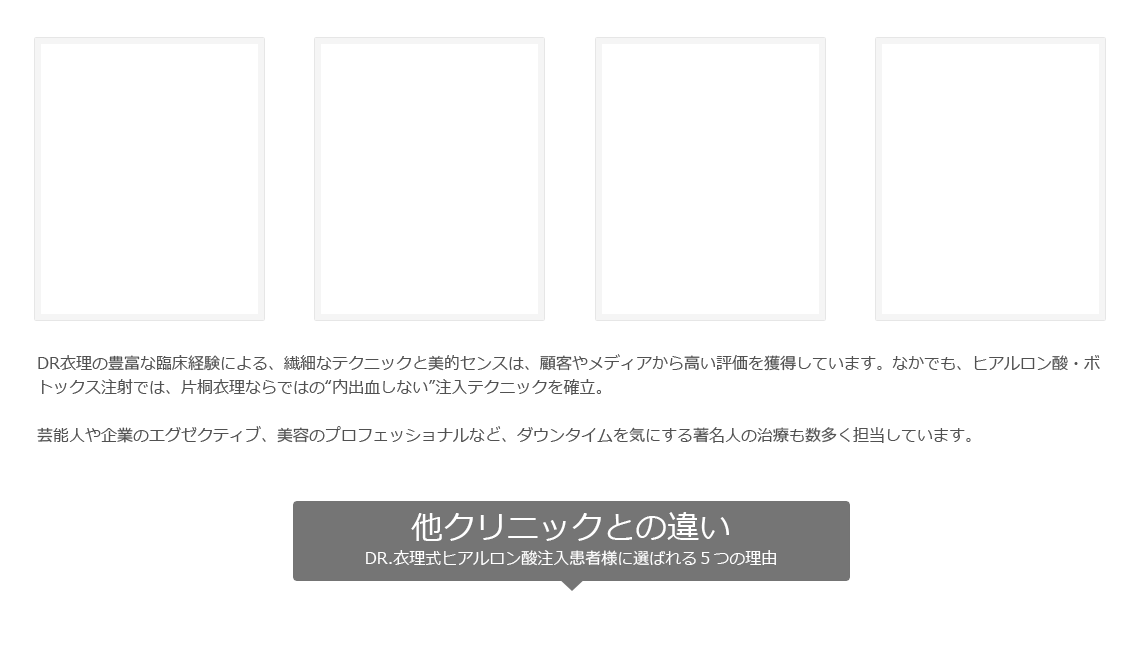 DR衣理の豊富な臨床経験による、繊細なテクニックと美的センスは、顧客やメディアから高い評価を獲得しています。なかでも、ヒアルロン酸・ボ
トックス注射では、片桐衣理ならではの“内出血しない”注入テクニックを確立。
芸能人や企業のエグゼクティブ、美容のプロフェッショナルなど、ダウンタイムを気にする著名人の治療も数多く担当しています。
他クリニックとの違い
DR.衣理式ヒアルロン酸注入患者様に選ばれる５つの理由